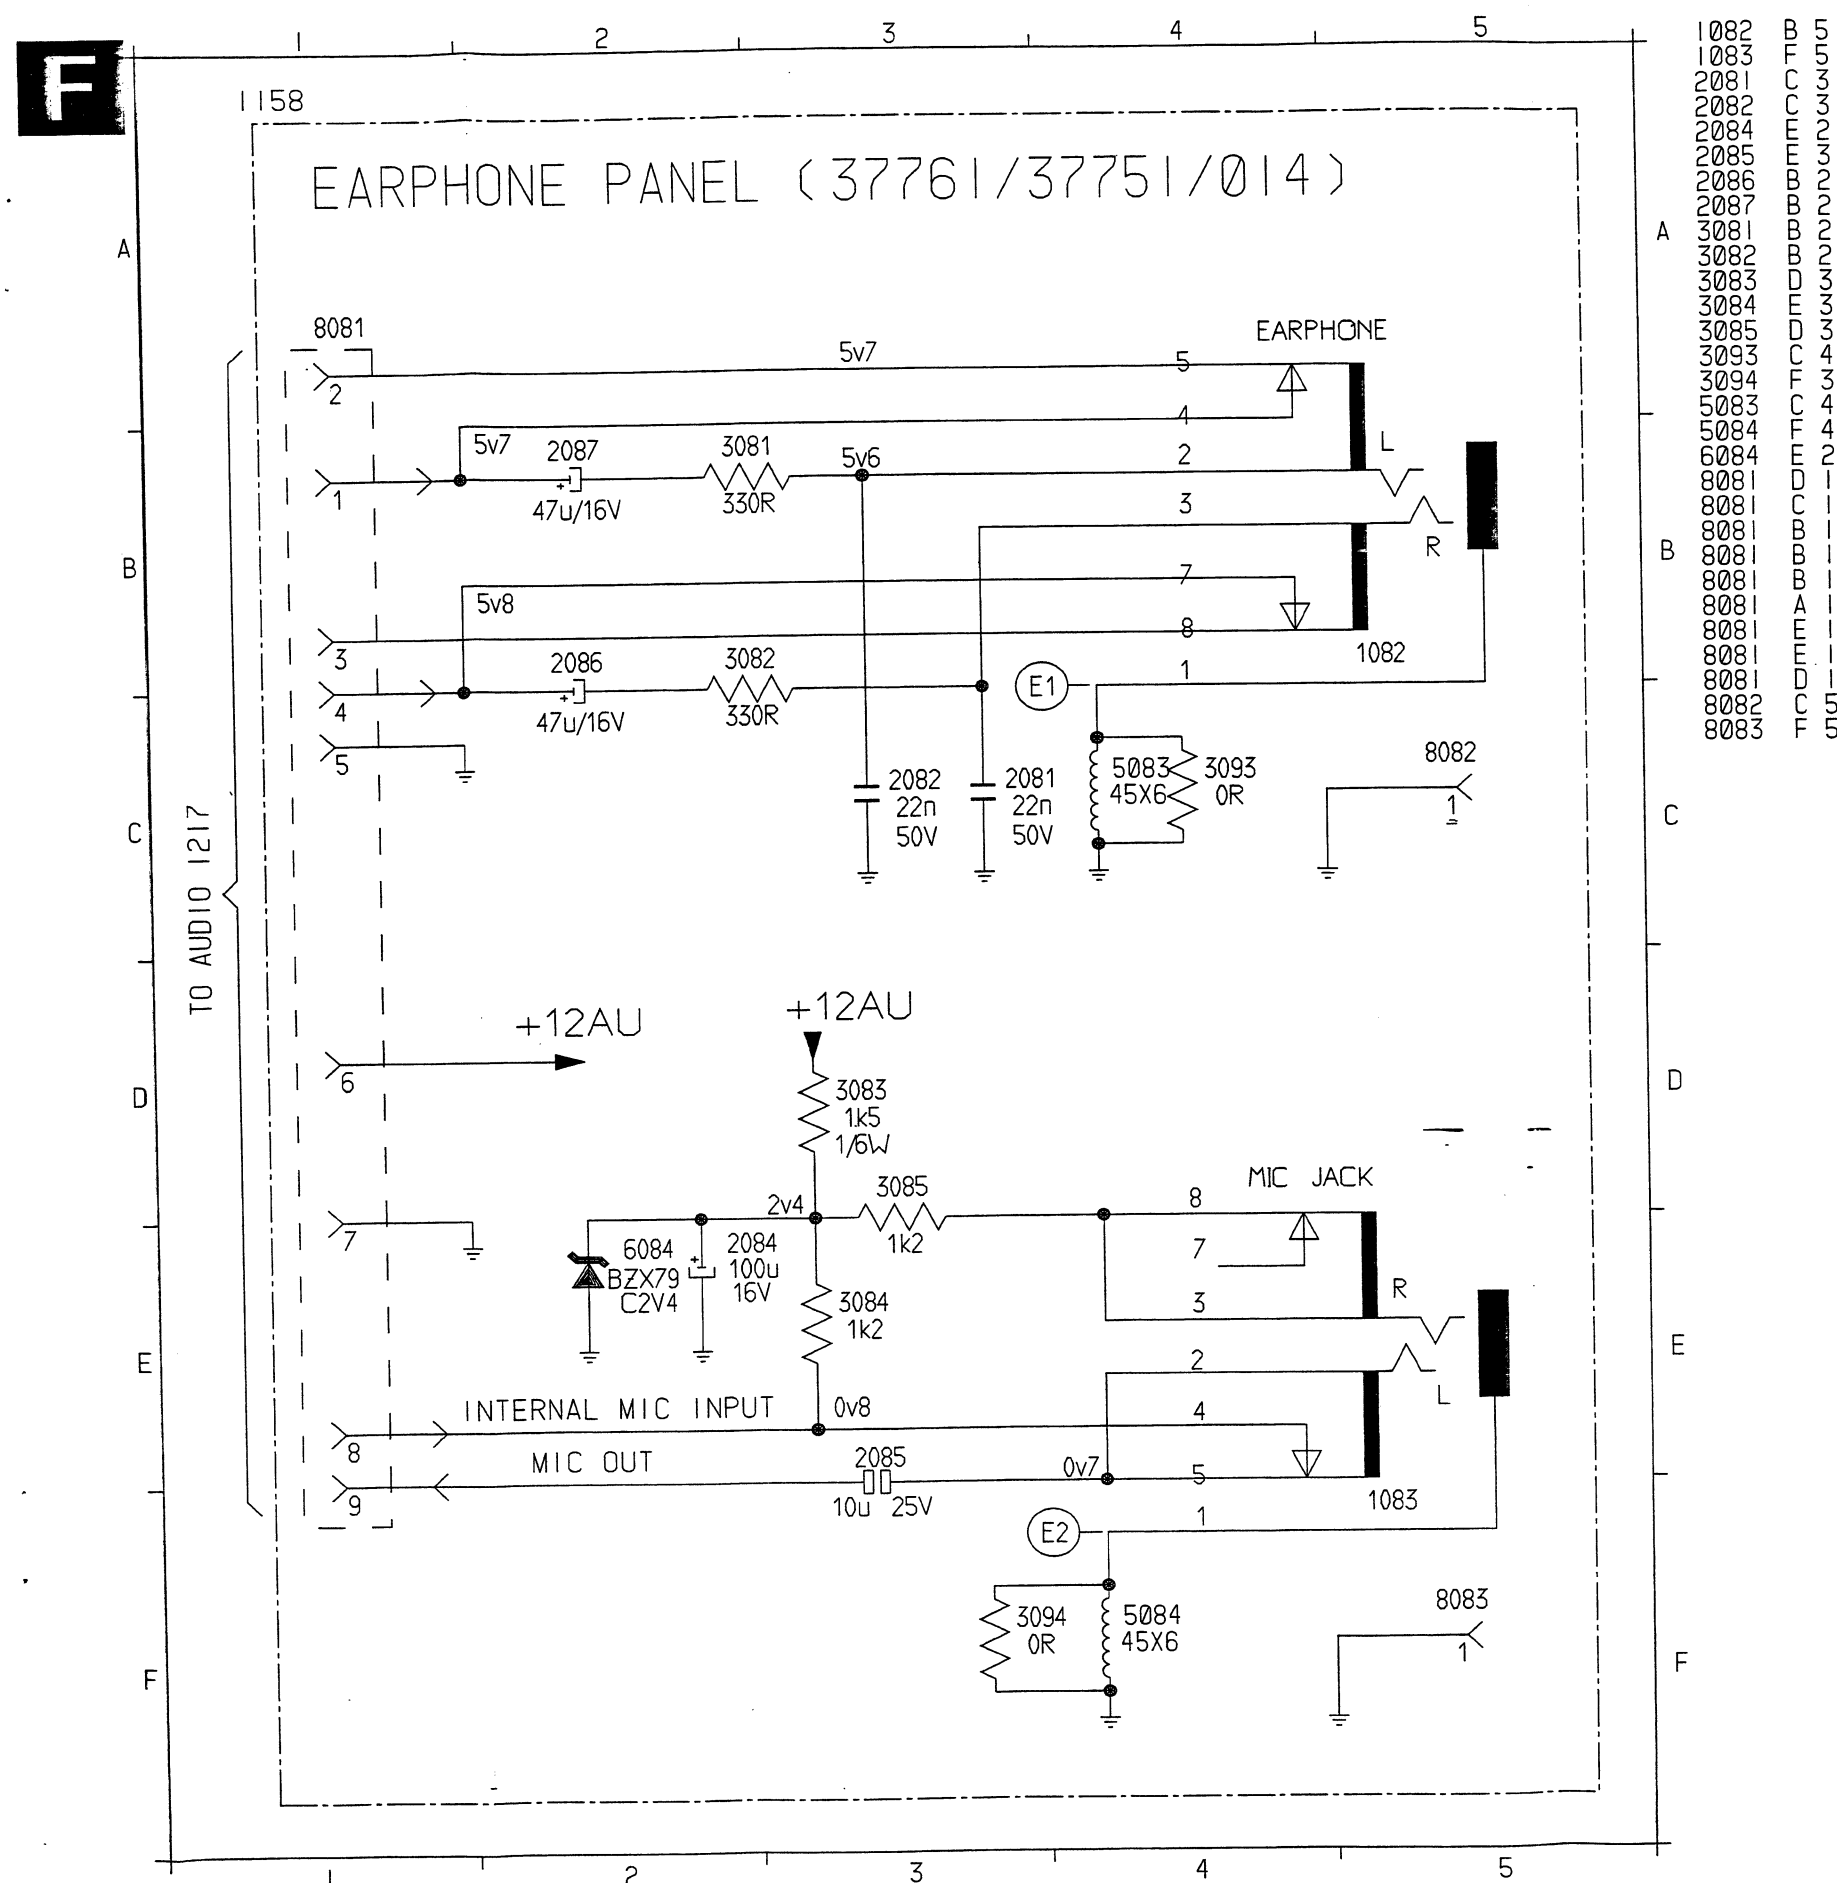 2 3 4 5
F
1158
EARPHONE PANEL (37761/37751/014)
A A
8081
EARPHONE
5v7 5
2
4
5v7 2087 3081 5v6 2 L
1
47u/16V 330R 3 R
B B
7
5v8
3 8 1082
2086 3082 E1 1
4
47u/16V 330R
5
2082 22n 50V
2081 22n 50V
5083 45X6
3093 0R
8082
1
C C
TO AUDIO 1217
+12AU +12AU
6
D D
3083
1k5
1/6W
MIC JACK
2v4 3085 8
7 1k2 7
6084 BZX79 C2V4
2084 100u 16V
3084
1k2
R
3
E E
2
L
INTERNAL MIC INPUT 0v8 4
8
MIC OUT 2085 0v7 5
9 10u 25V 1083
E2 1
3094 0R
5084 45X6
8083
1
F F
1 2 3 4 5
1082 B 5
1083 F 5
2081 C 3
2082 C 3
2084 E 2
2085 E 3
2086 B 2
2087 B 2
3081 B 2
3082 B 2
3083 D 3
3084 E 3
3085 D 3
3093 C 4
3094 F 3
5083 C 4
5084 F 4
6084 E 2
8081 D 1
8081 C 1
8081 B 1
8081 B 1
8081 B 1
8081 A 1
8081 E 1
8081 E 1
8081 D 1
8082 C 5
8083 F 5